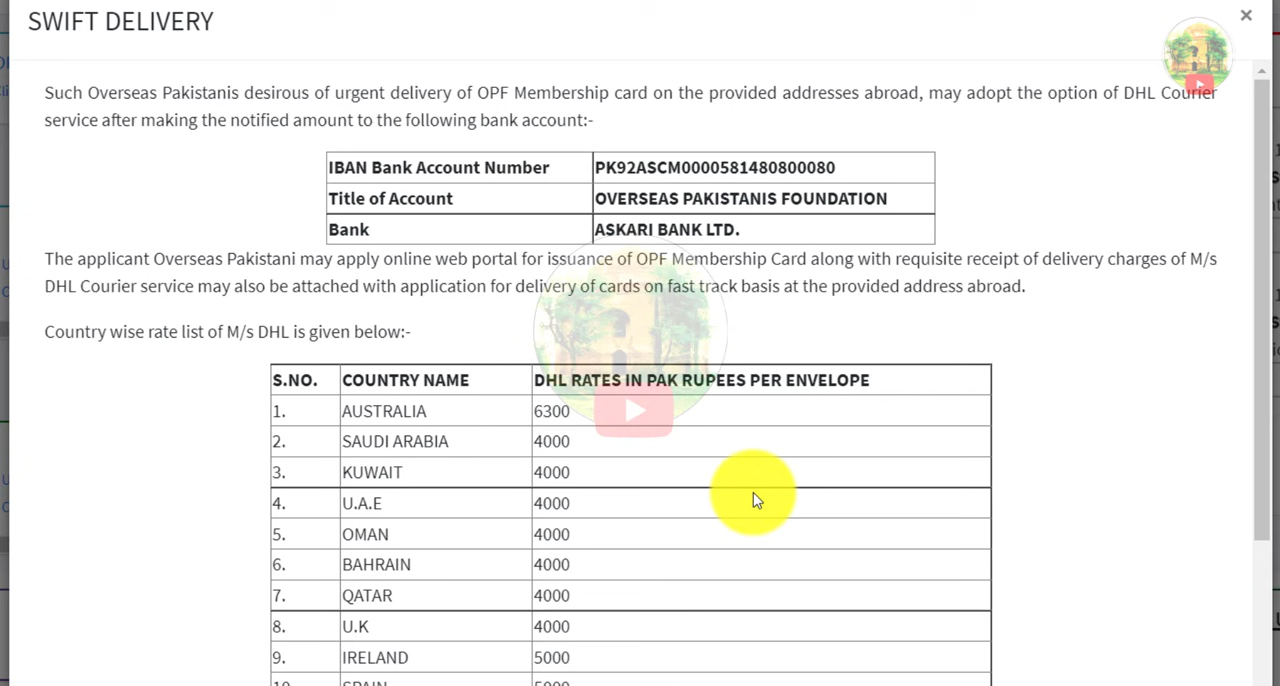 SWIFT DELIVERY
×
Such Overseas Pakistanis desirous of urgent delivery of OPF Membership card on the provided addresses abroad, may adopt the option of DHL Courier
service after making the notified amount to the following bank account:-
IBAN Bank Account Number PK92ASCM0000581480800080
Title of Account OVERSEAS PAKISTANIS FOUNDATION
Bank ASKARI BANK LTD.
The applicant Overseas Pakistani may apply online web portal for issuance of OPF Membership Card along with requisite receipt of delivery charges of M/s
DHL Courier service may also be attached with application for delivery of cards on fast track basis at the provided address abroad.
Country wise rate list of M/s DHL is given below:-
S.NO. COUNTRY NAME DHL RATES IN PAK RUPEES PER ENVELOPE
1. AUSTRALIA 6300
2. SAUDI ARABIA 4000
3. KUWAIT 4000
4. U.A.E 4000
5. OMAN 4000
6. BAHRAIN 4000
7. QATAR 4000
8. U.K 4000
9. IRELAND 5000
10. SPAIN 5000